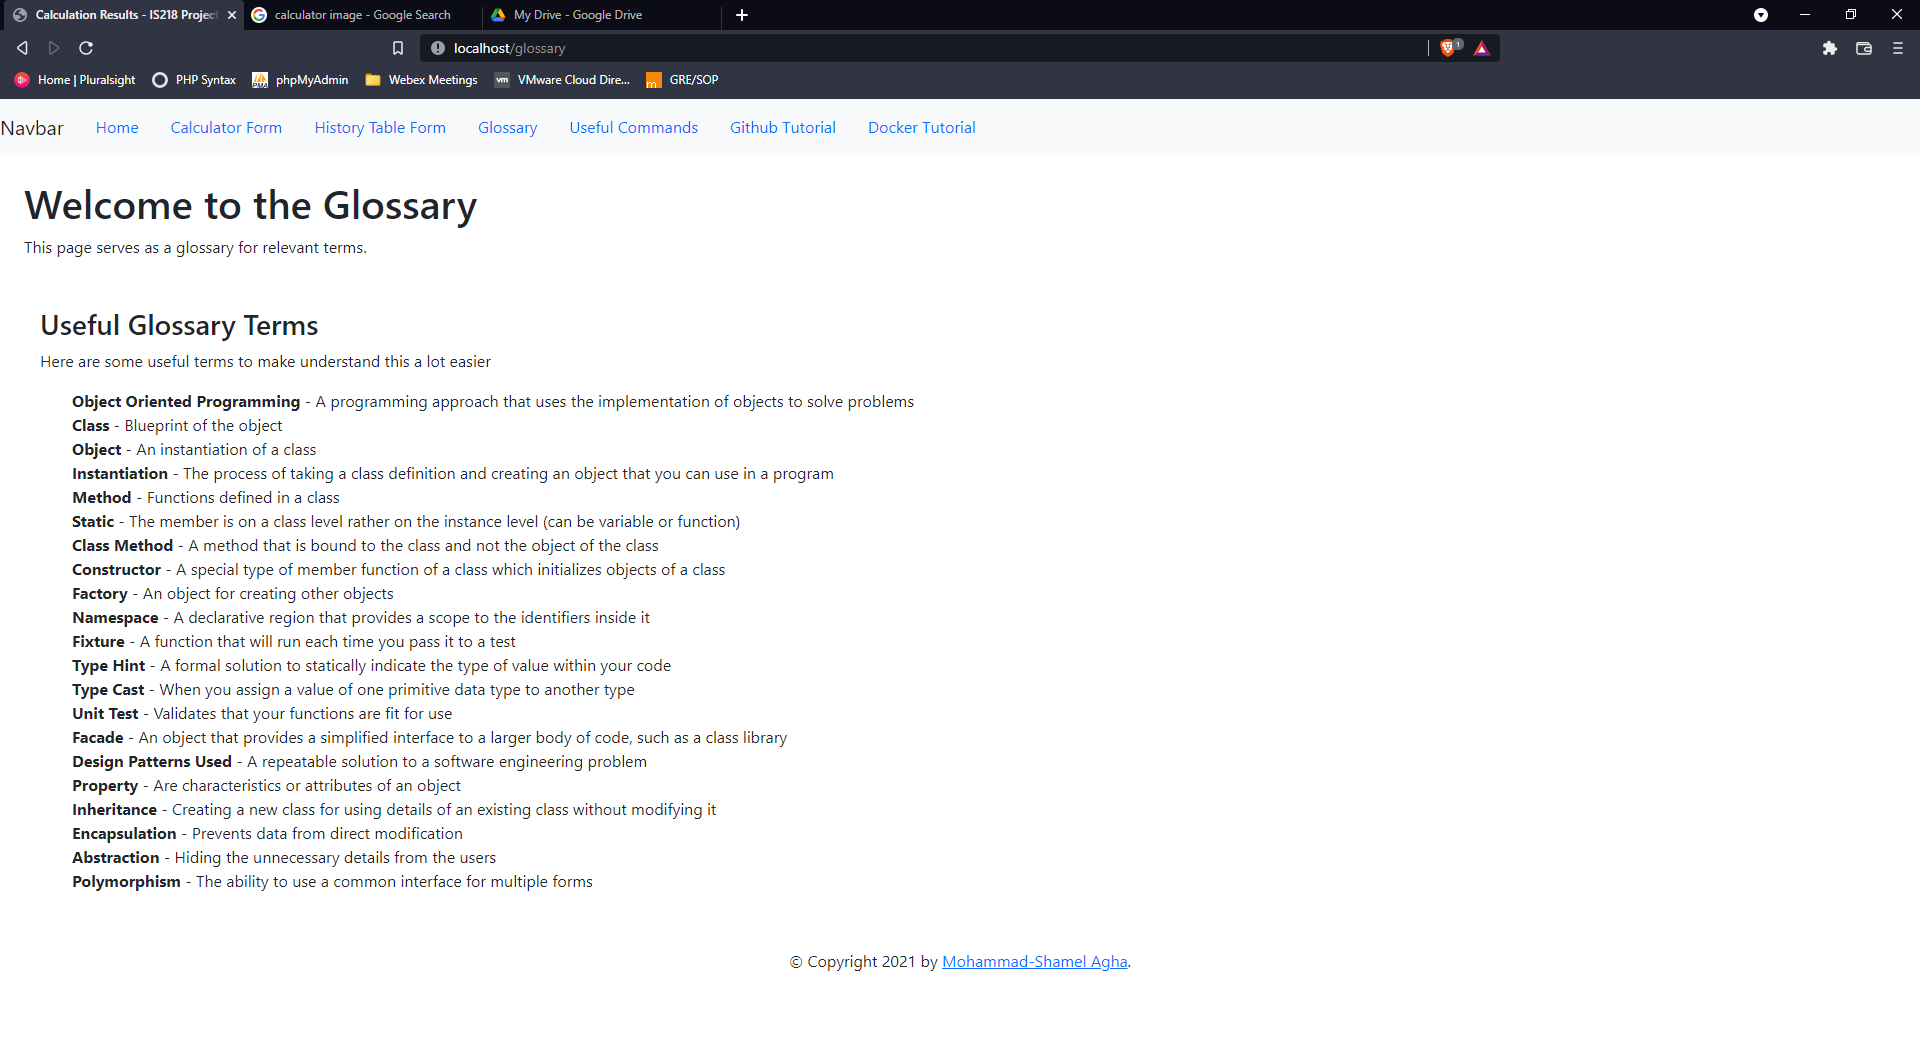 Calculation Results - IS218 Project
calculator image - Google Search
My Drive - Google Drive
localhost/glossary
1
Home | Pluralsight
PHP Syntax
PMA
phpMyAdmin
Webex Meetings
vm
VMware Cloud Dire...
m
GRE/SOP
Navbar
Home
Calculator Form
History Table Form
Glossary
Useful Commands
Github Tutorial
Docker Tutorial
Welcome to the Glossary
This page serves as a glossary for relevant terms.
Useful Glossary Terms
Here are some useful terms to make understand this a lot easier
Object Oriented Programming - A programming approach that uses the implementation of objects to solve problems
Class - Blueprint of the object
Object - An instantiation of a class
Instantiation - The process of taking a class definition and creating an object that you can use in a program
Method - Functions defined in a class
Static - The member is on a class level rather on the instance level (can be variable or function)
Class Method - A method that is bound to the class and not the object of the class
Constructor - A special type of member function of a class which initializes objects of a class
Factory - An object for creating other objects
Namespace - A declarative region that provides a scope to the identifiers inside it
Fixture - A function that will run each time you pass it to a test
Type Hint - A formal solution to statically indicate the type of value within your code
Type Cast - When you assign a value of one primitive data type to another type
Unit Test - Validates that your functions are fit for use
Facade - An object that provides a simplified interface to a larger body of code, such as a class library
Design Patterns Used - A repeatable solution to a software engineering problem
Property - Are characteristics or attributes of an object
Inheritance - Creating a new class for using details of an existing class without modifying it
Encapsulation - Prevents data from direct modification
Abstraction - Hiding the unnecessary details from the users
Polymorphism - The ability to use a common interface for multiple forms
© Copyright 2021 by Mohammad-Shamel Agha.